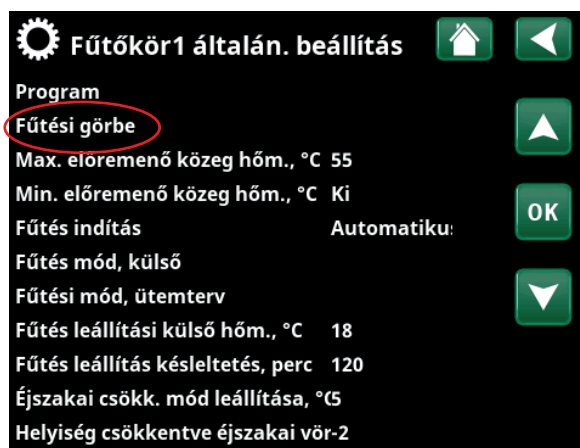 Fűtőkör1 általán. beállítás
Program
Fűtési görbe
Max. előremenő közeg hőm., °C 55
Min. előremenő közeg hőm., °C Ki
Fűtés indítás Automatiku
OK
Fűtés mód, külső
Fűtési mód, ütemterv
Fűtés leállítási külső hőm., °C 18
Fűtés leállítás késleltetés, perc 120
Éjszakai csökk. mód leállítása, °(5
Helyiség csökkentve éjszakai vör-2